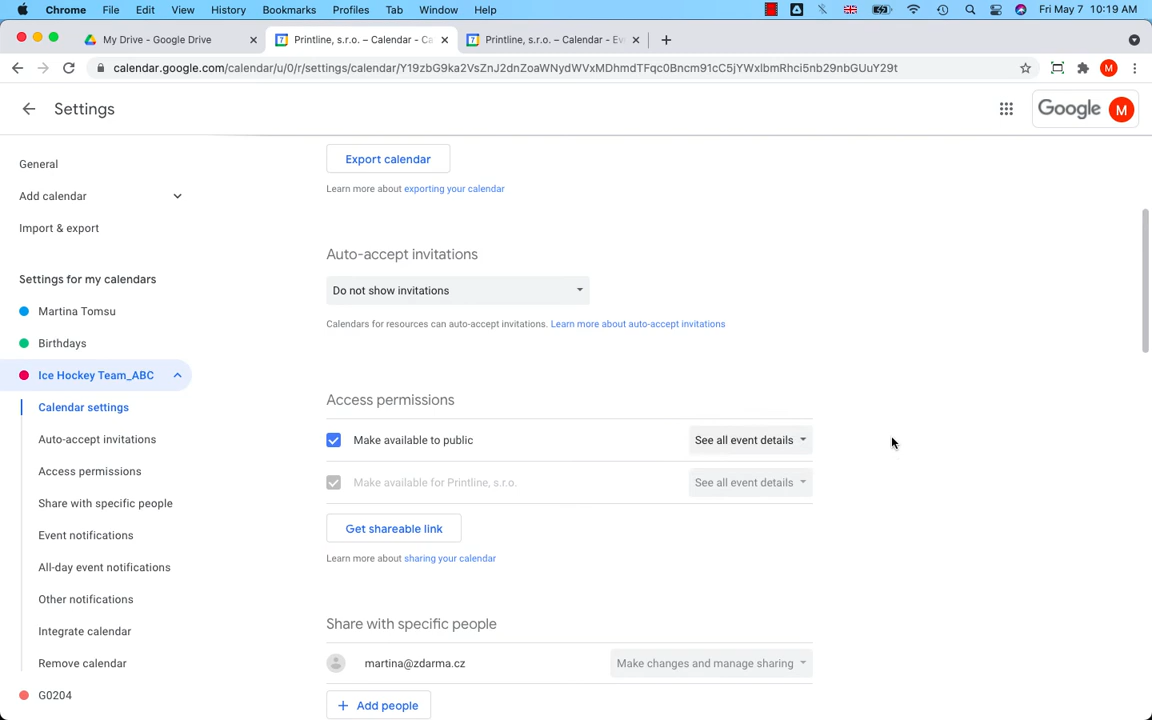 Chrome File Edit View History Bookmarks Profiles Tab Window Help Fri May 7 10:19 AM
My Drive - Google Drive Printline, s.r.o. – Calendar - Ca Printline, s.r.o. – Calendar - Eve
calendar.google.com/calendar/u/0/r/settings/calendar/Y19zbG9ka2VsZnJ2dnZoaWNydWVxMDhmdTFqc0Bncm91cC5jYWxlbmRhci5nb29nbGUuY29t M
Settings Google M
General
Add calendar
Import & export
Settings for my calendars
Martina Tomsu
Birthdays
Ice Hockey Team_ABC
Calendar settings
Auto-accept invitations
Access permissions
Share with specific people
Event notifications
All-day event notifications
Other notifications
Integrate calendar
Remove calendar
G0204
Export calendar
Learn more about exporting your calendar
Auto-accept invitations
Do not show invitations
Calendars for resources can auto-accept invitations. Learn more about auto-accept invitations
Access permissions
Make available to public See all event details
Make available for Printline, s.r.o. See all event details
Get shareable link
Learn more about sharing your calendar
Share with specific people
martina@zdarma.cz Make changes and manage sharing
+ Add people